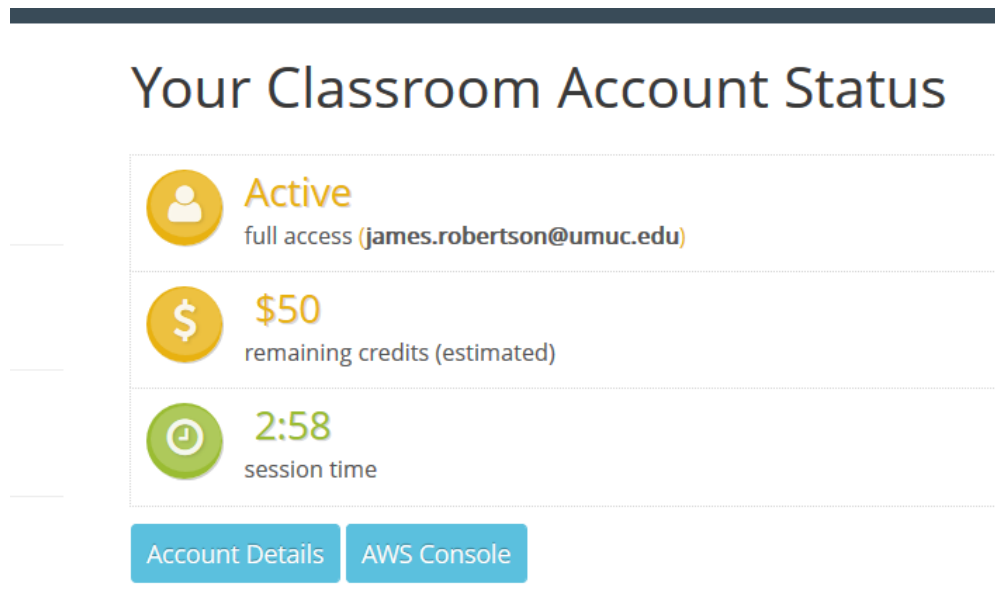 Your Classroom Account Status
Active
full access (james.robertson@umuc.edu)
$50
remaining credits (estimated)
2:58
session time
Account Details AWS Console